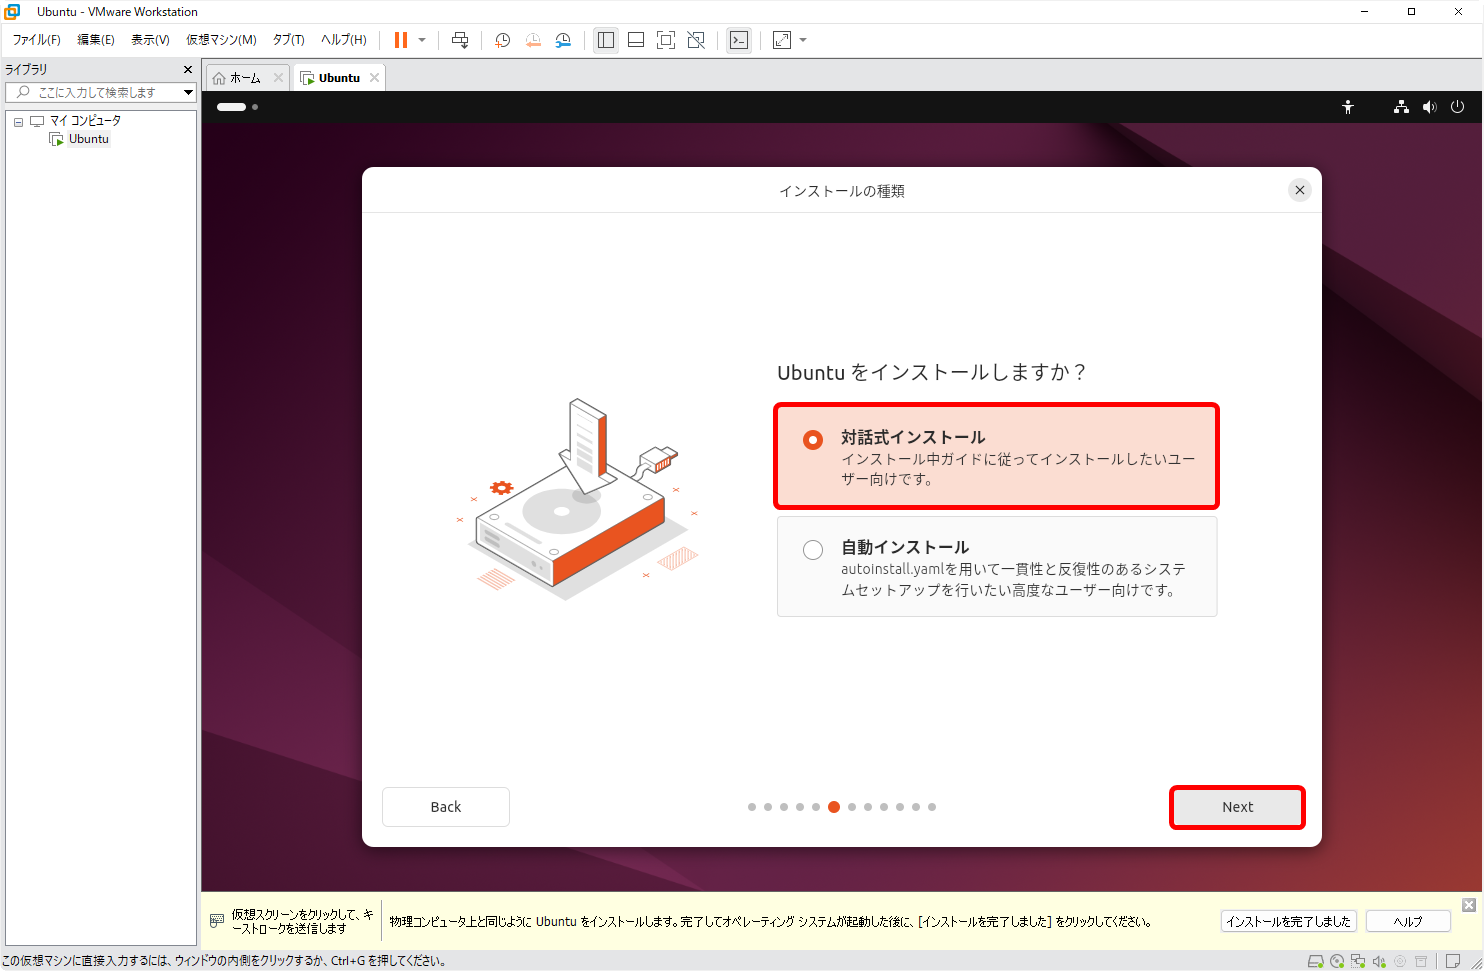 Ubuntu - VMware Workstation
ファイル(F) 編集(E) 表示(V) 仮想マシン(M) タブ(T) ヘルプ(H)
ライブラリ
ここに入力して検索します
マイ コンピュータ
Ubuntu
ホーム
Ubuntu
インストールの種類
Ubuntu をインストールしますか？
対話式インストール
インストール中ガイドに従ってインストールしたいユー
ザー向けです。
自動インストール
autoinstall.yamlを用いて一貫性と反復性のあるシステ
ムセットアップを行いたい高度なユーザー向けです。
Back
Next
仮想スクリーンをクリックして、キ
ーストロークを送信します
物理コンピュータ上と同じように Ubuntu をインストールします。完了してオペレーティング システムが起動した後に、[インストールを完了しました] をクリックしてください。
インストールを完了しました
ヘルプ
この仮想マシンに直接入力するには、ウィンドウの内側をクリックするか、Ctrl+G を押してください。